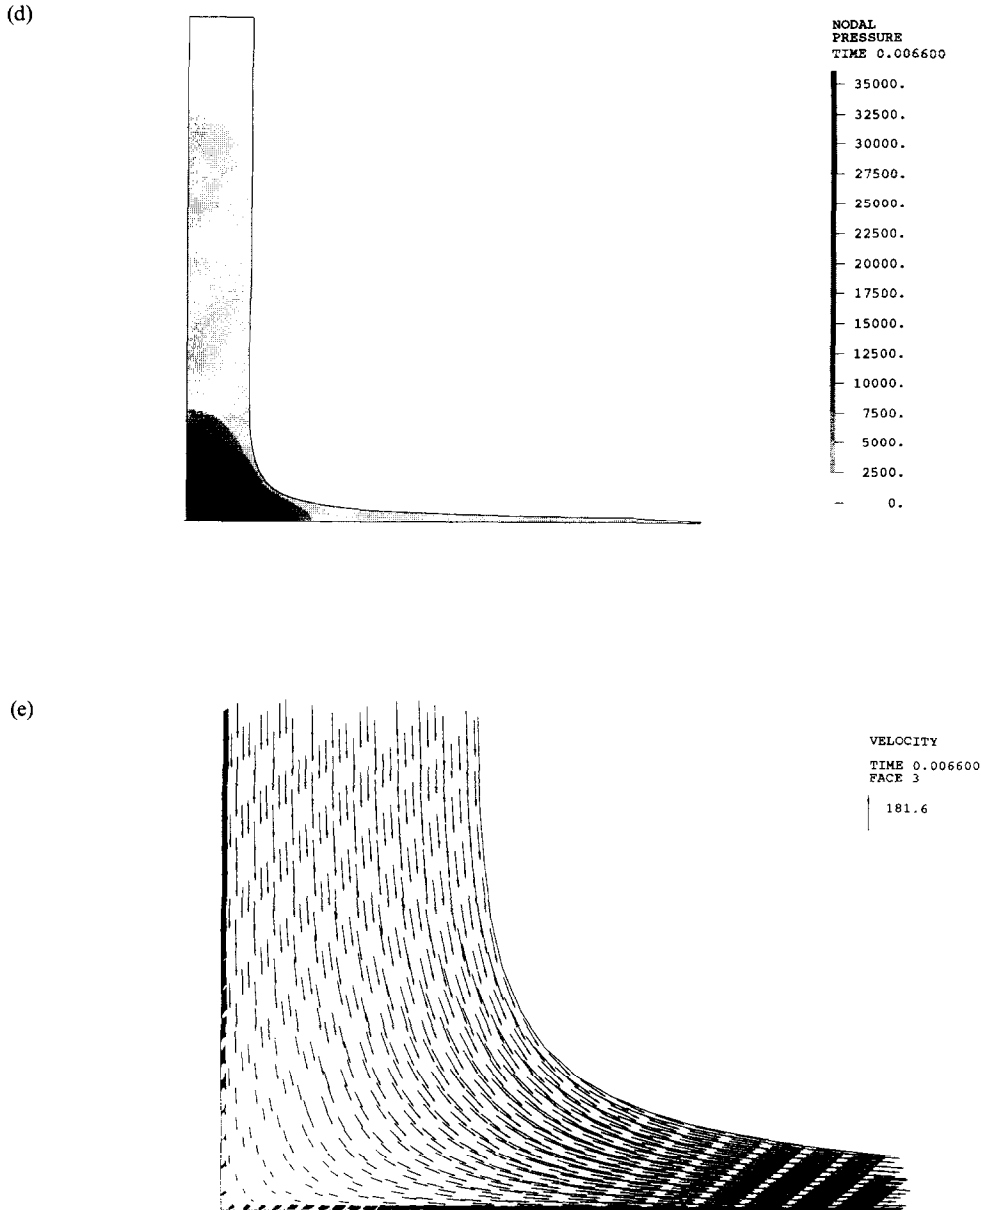 (d)
NODAL
PRESSURE
TIME 0.006600
35000.
32500.
30000.
27500.
25000.
22500.
20000.
17500.
15000.
12500.
10000.
7500.
5000.
2500.
0.
(e)
VELOCITY
TIME 0.006600
FACE 3
181.6